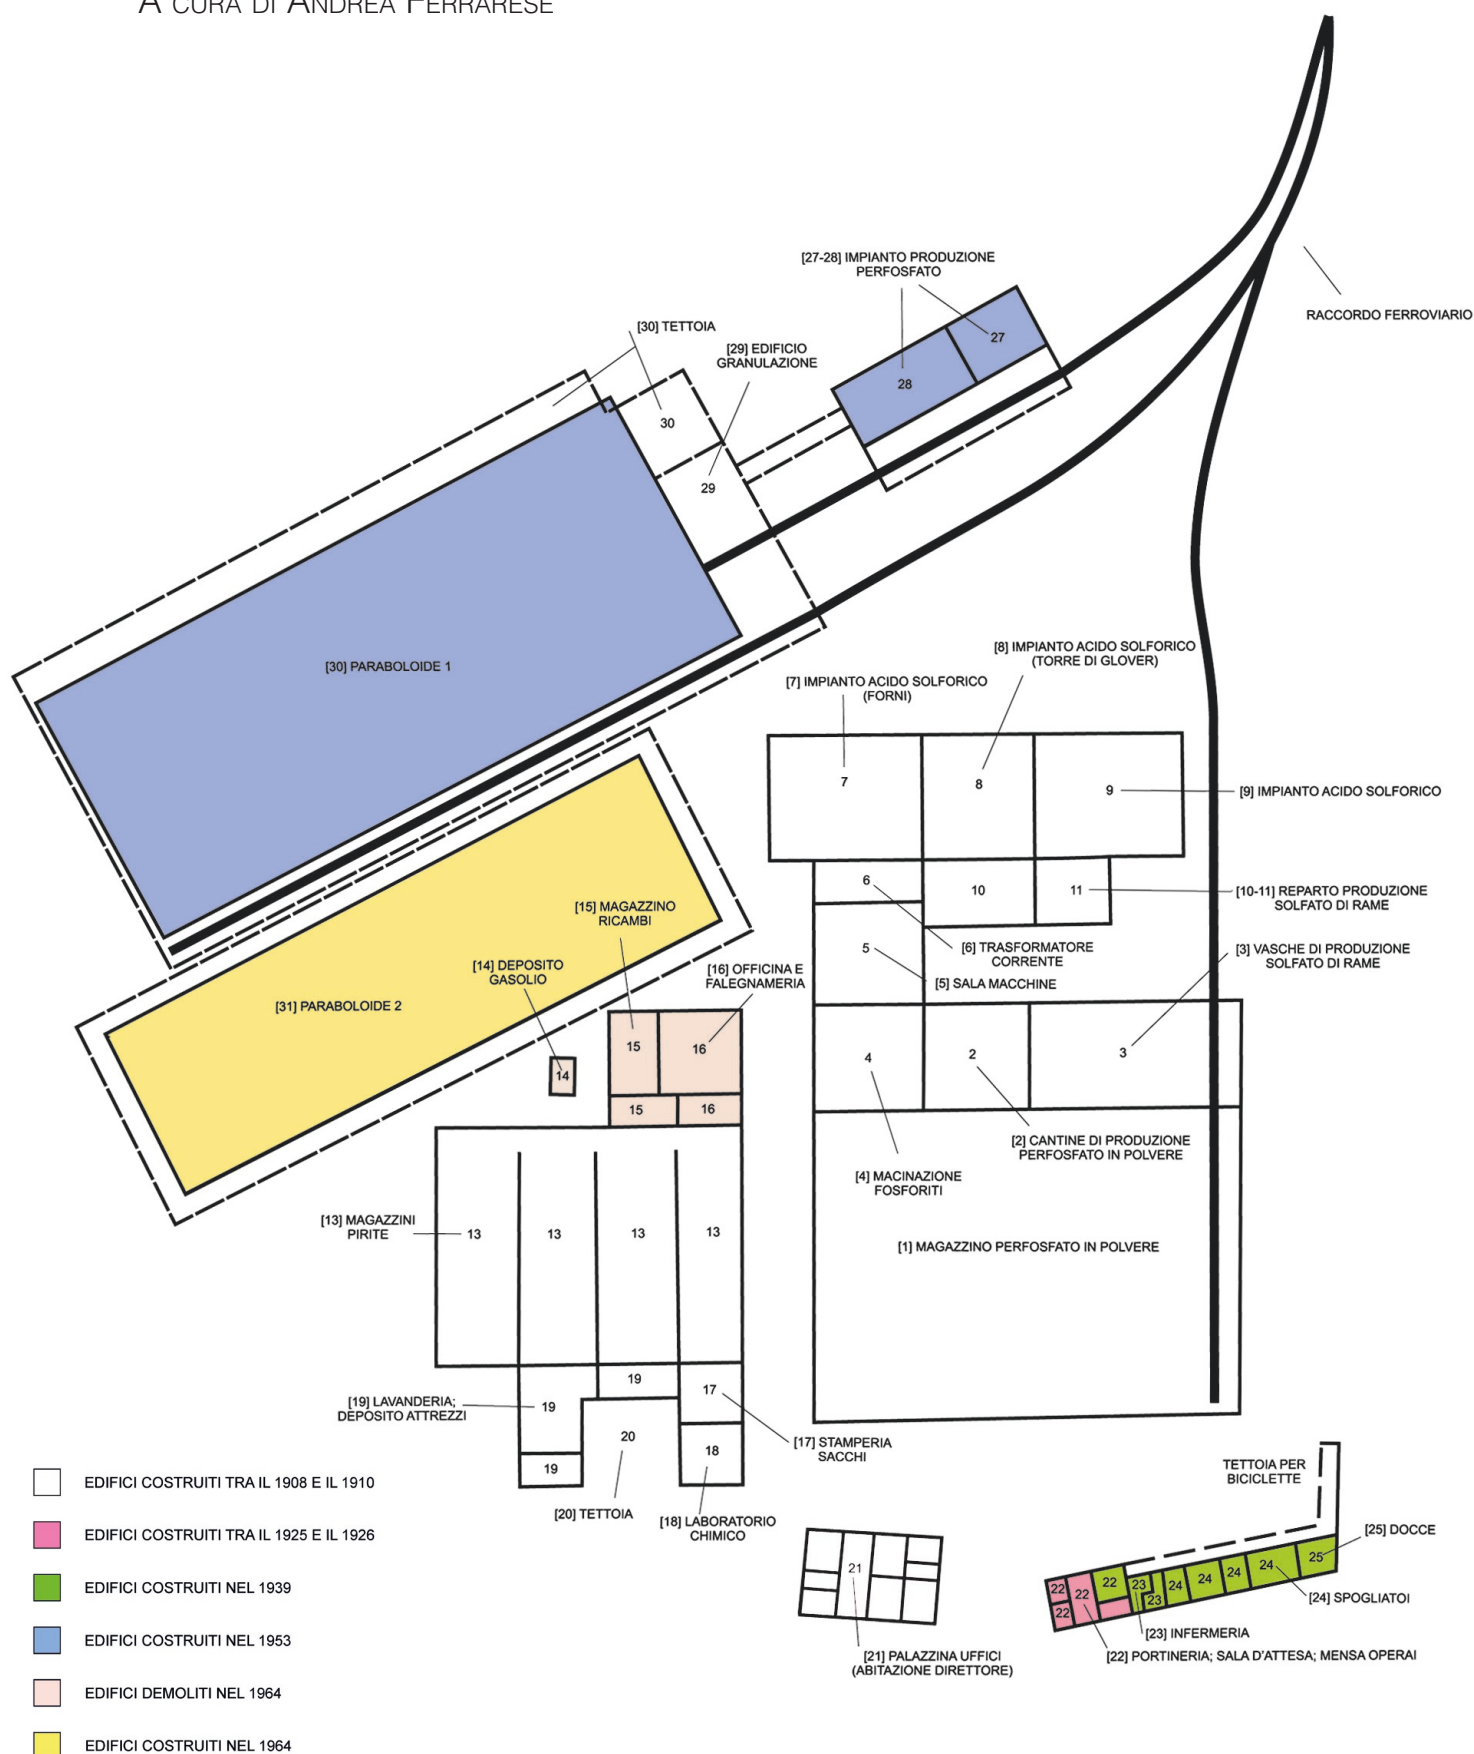 A CURA DI ANDREA FERRARESE
[27-28] IMPIANTO PRODUZIONE
PERFOSFATO
RACCORDO FERROVIARIO
[30] TETTOIA
[29] EDIFICIO
GRANULAZIONE
27
28
30
29
[30] PARABOLOIDE 1
[8] IMPIANTO ACIDO SOLFORICO
(TORRE DI GLOVER)
[7] IMPIANTO ACIDO SOLFORICO
(FORNI)
7
8
9
[9] IMPIANTO ACIDO SOLFORICO
6
10
11
[10-11] REPARTO PRODUZIONE
SOLFATO DI RAME
[15] MAGAZZINO
RICAMBI
5
[6] TRASFORMATORE
CORRENTE
[3] VASCHE DI PRODUZIONE
SOLFATO DI RAME
[14] DEPOSITO
GASOLIO
[16] OFFICINA E
FALEGNAMERIA
[5] SALA MACCHINE
[31] PARABOLOIDE 2
15
16
14
4
2
3
15
16
[2] CANTINE DI PRODUZIONE
PERFOSFATO IN POLVERE
[4] MACINAZIONE
FOSFORITI
[13] MAGAZZINI
PIRITE
13
13
13
13
[1] MAGAZZINO PERFOSFATO IN POLVERE
19
17
[19] LAVANDERIA;
DEPOSITO ATTREZZI
19
20
18
[17] STAMPERIA
SACCHI
19
[20] TETTOIA
[18] LABORATORIO
CHIMICO
TETTOIA PER
BICICLETTE
[25] DOCCE
21
22
22
22
22
23
23
24
24
24
24
25
[24] SPOGLIATOI
[23] INFERMERIA
[22] PORTINERIA; SALA D'ATTESA; MENSA OPERAI
[21] PALAZZINA UFFICI
(ABITAZIONE DIRETTORE)
EDIFICI COSTRUITI TRA IL 1908 E IL 1910
EDIFICI COSTRUITI TRA IL 1925 E IL 1926
EDIFICI COSTRUITI NEL 1939
EDIFICI COSTRUITI NEL 1953
EDIFICI DEMOLITI NEL 1964
EDIFICI COSTRUITI NEL 1964